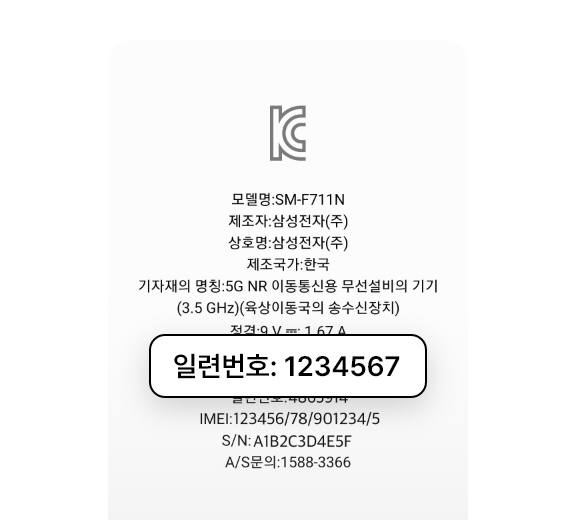 모델명:SM-F711N
제조자:삼성전자(주)
상호명:삼성전자(주)
제조국가:한국
기자재의 명칭:5G NR 이동통신용 무선설비의 기기
(3.5 GHz)(육상이동국의 송수신장치)
정격:9 V ⎓; 1.67 A
일련번호: 1234567
일련번호:4865914
IMEI:123456/78/901234/5
S/N:A1B2C3D4E5F
A/S문의:1588-3366